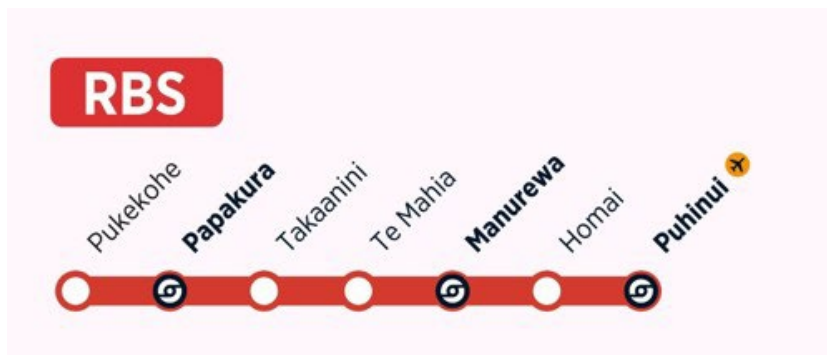 RBS
Pukekohe
Papakura
Takaanini
Te Mahia
Manurewa
Homai
Puhinui